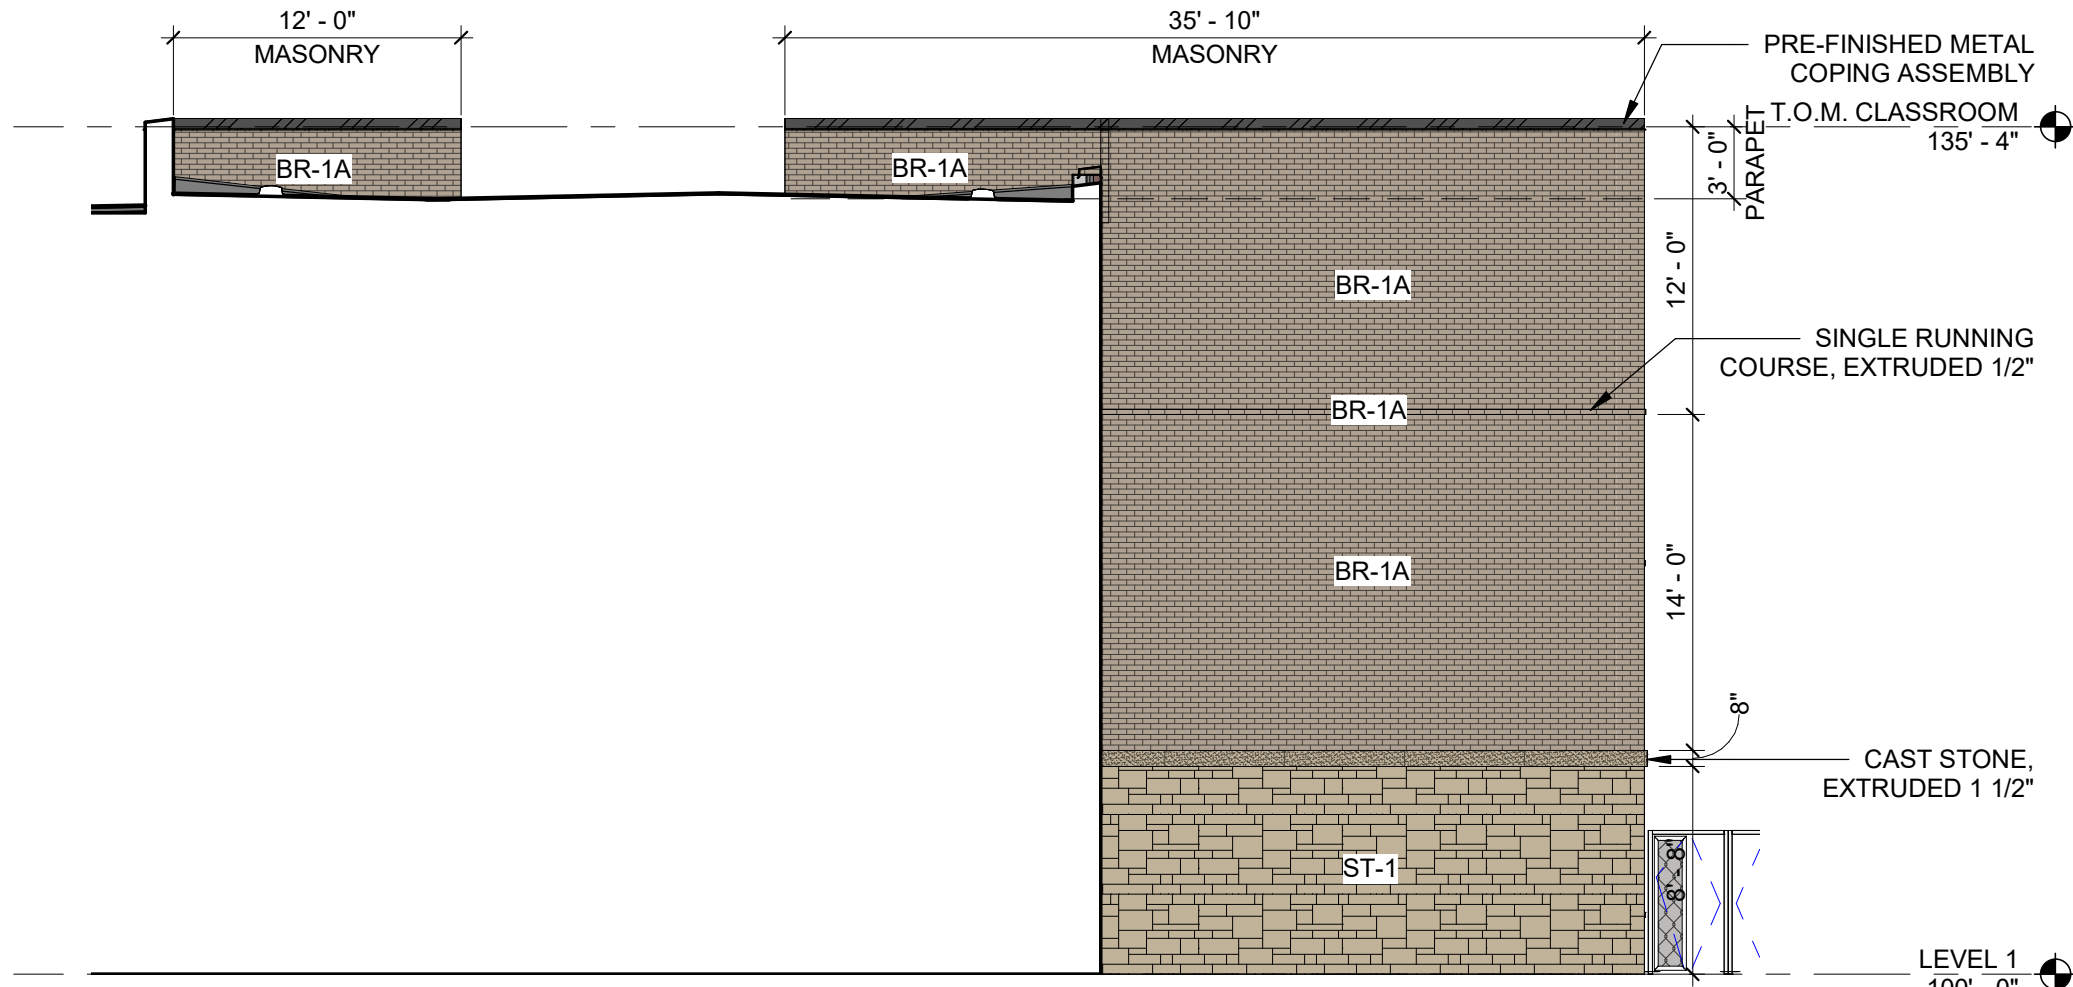 12' - 0"
MASONRY
35' - 10"
MASONRY
PRE-FINISHED METAL
COPING ASSEMBLY
T.O.M. CLASSROOM
135' - 4"
3' - 0"
PARAPET
BR-1A
BR-1A
12' - 0"
BR-1A
SINGLE RUNNING
COURSE, EXTRUDED 1/2"
BR-1A
14' - 0"
BR-1A
8"
CAST STONE,
EXTRUDED 1 1/2"
8' - 8"
ST-1
LEVEL 1
100' - 0"